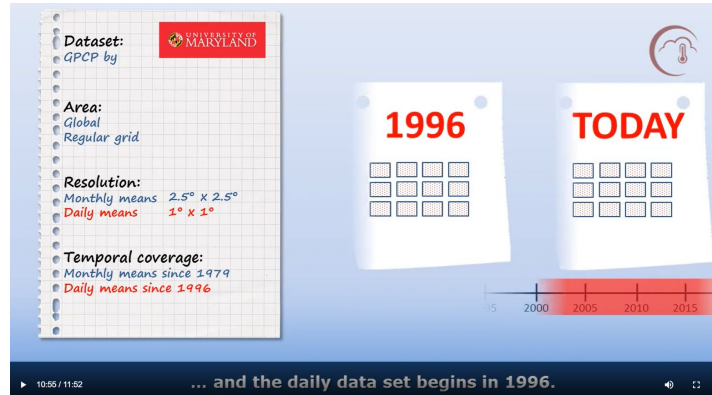 Dataset:
GPCP by
UNIVERSITY OF
MARYLAND
Area:
Global
Regular grid
Resolution:
Monthly means 2.5° x 2.5°
Daily means 1° x 1°
Temporal coverage:
Monthly means since 1979
Daily means since 1996
1996
TODAY
95 2000 2005 2010 2015
... and the daily data set begins in 1996.
10:55 / 11:52